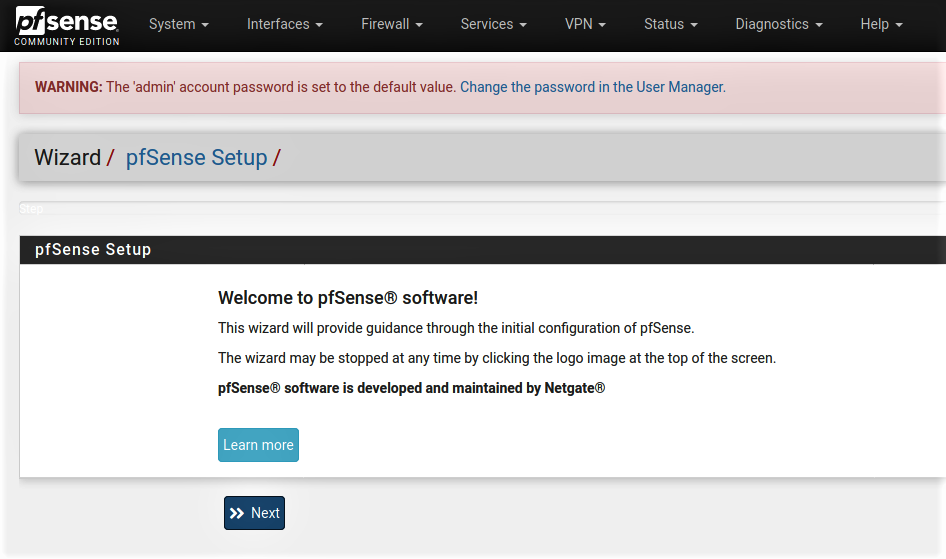 pfsense
COMMUNITY EDITION
System Interfaces Firewall Services VPN Status Diagnostics Help
WARNING: The 'admin' account password is set to the default value. Change the password in the User Manager.
Wizard / pfSense Setup /
Step
pfSense Setup
Welcome to pfSense® software!
This wizard will provide guidance through the initial configuration of pfSense.
The wizard may be stopped at any time by clicking the logo image at the top of the screen.
pfSense® software is developed and maintained by Netgate®
Learn more
Next